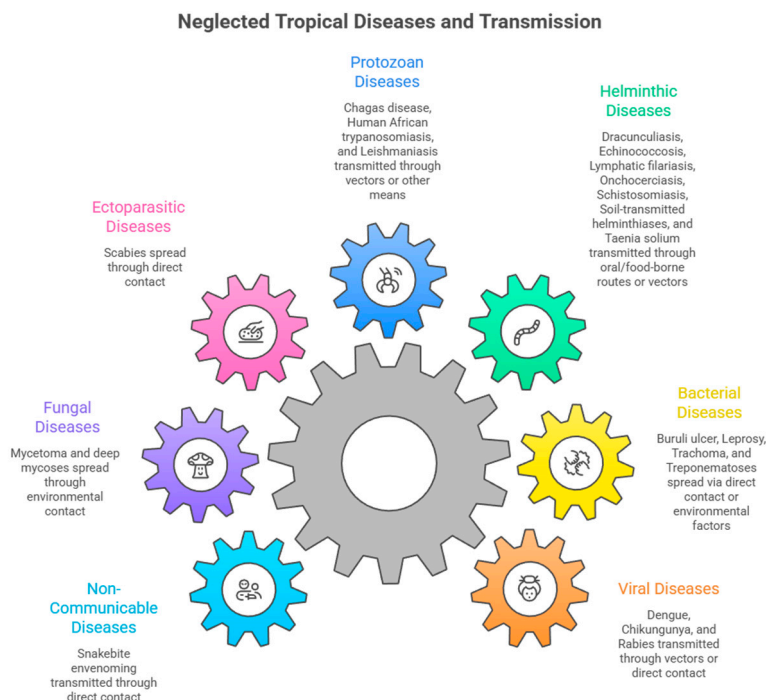 Neglected Tropical Diseases and Transmission
Protozoan
Diseases
Chagas disease,
Human African
trypanosomiasis,
and Leishmaniasis
transmitted through
vectors or other
means
Helminthic
Diseases
Dracunculiasis,
Echinococcosis,
Lymphatic filariasis,
Onchocerciasis,
Schistosomiasis,
Soil-transmitted
helminthiases, and
Taenia solium
transmitted through
oral/food-borne
routes or vectors
Ectoparasitic
Diseases
Scabies spread
through direct
contact
Bacterial
Diseases
Buruli ulcer, Leprosy,
Trachoma, and
Treponematoses
spread via direct
contact or
environmental
factors
Fungal
Diseases
Mycetoma and deep
mycoses spread
through
environmental
contact
Viral Diseases
Dengue,
Chikungunya, and
Rabies transmitted
through vectors or
direct contact
Non-
Communicable
Diseases
Snakebite
envenoming
transmitted through
direct contact